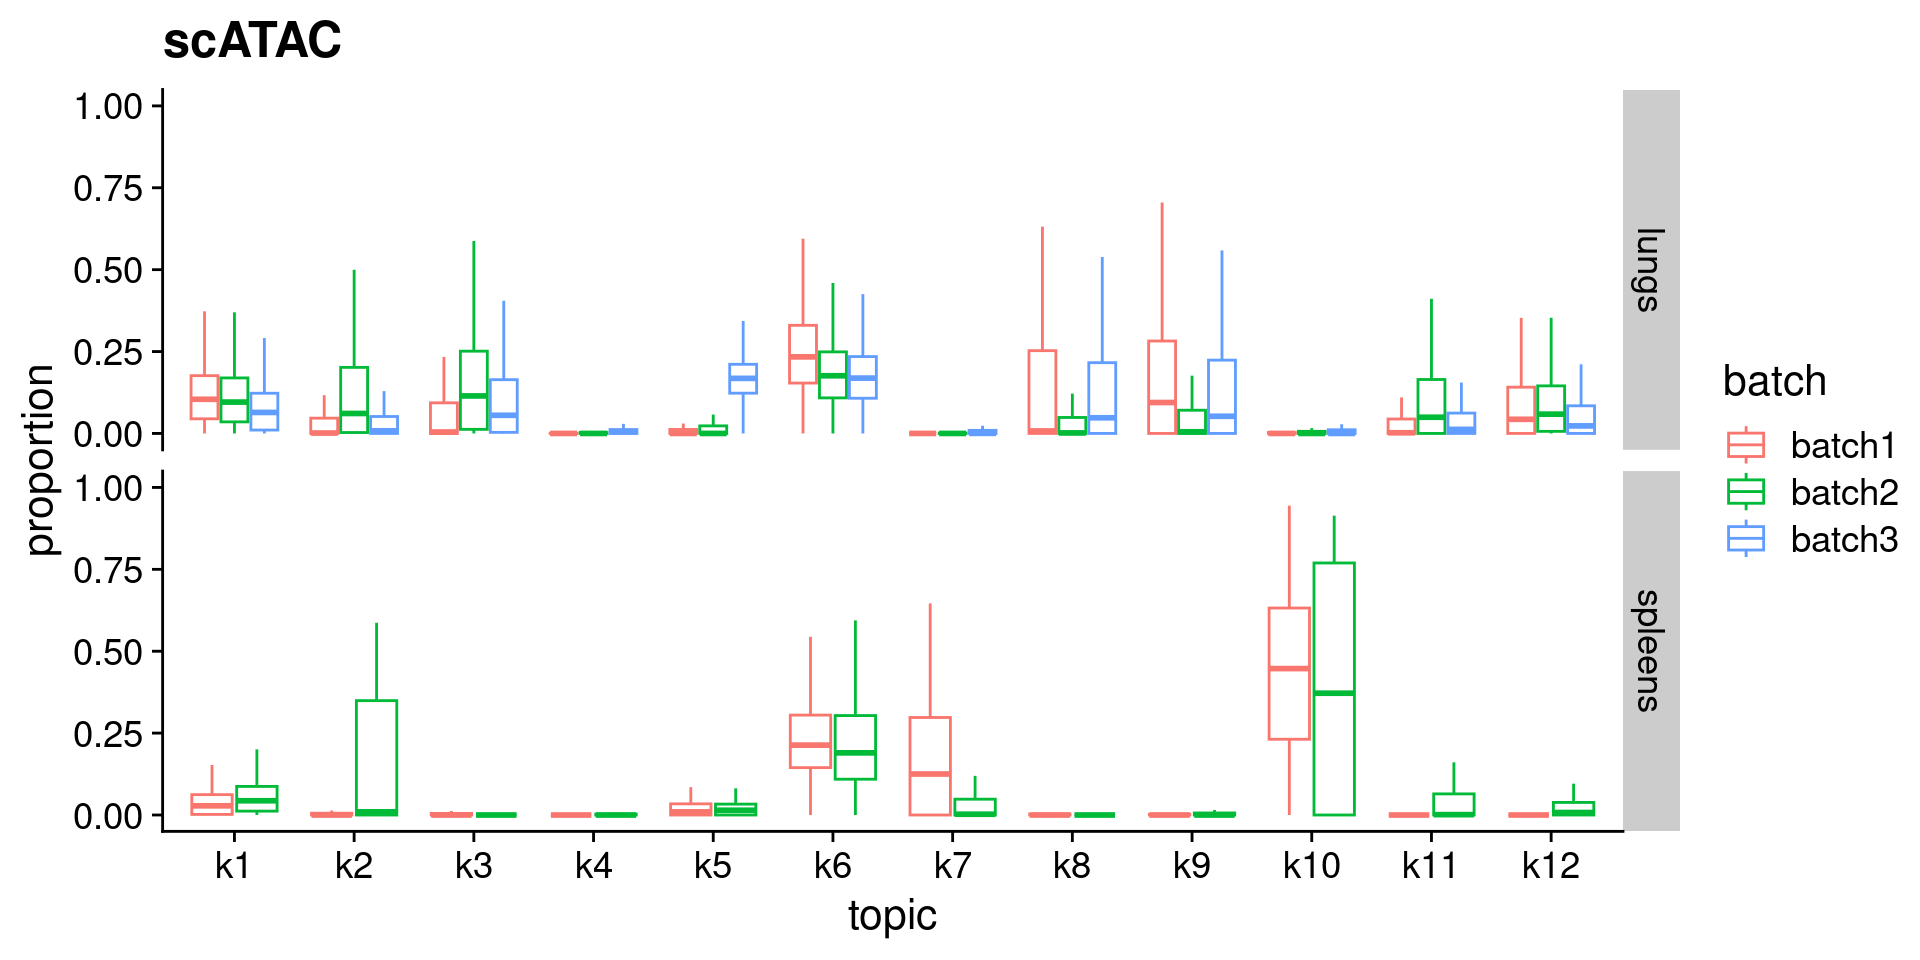 scATAC
proportion
1.00
0.75
0.50
0.25
0.00
lungs
1.00
0.75
0.50
0.25
0.00
spleens
k1 k2 k3 k4 k5 k6 k7 k8 k9 k10 k11 k12
topic
batch
batch1
batch2
batch3